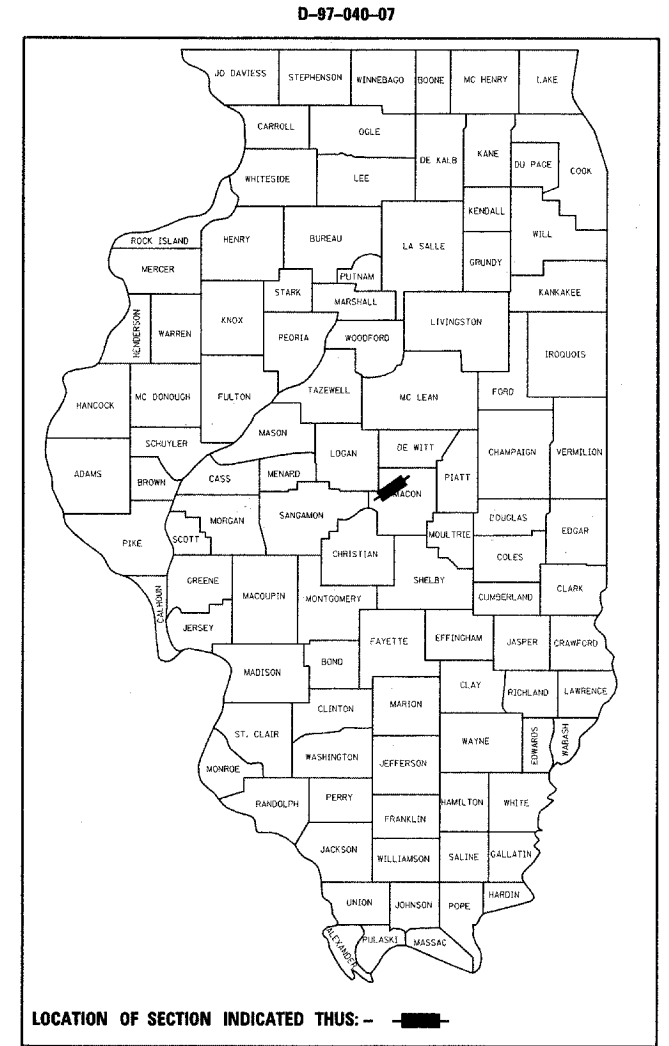 D-97-040-07
JO DAVIESS
STEPHENSON
WINNEBAGO
BOONE
MC HENRY
LAKE
CARROLL
OGLE
DE KALB
KANE
DU PAGE
COOK
WHITESIDE
LEE
KENDALL
WILL
ROCK ISLAND
HENRY
BUREAU
LA SALLE
GRUNDY
MERCER
PUTNAM
KANKAKEE
STARK
MARSHALL
HENDERSON
WARREN
KNOX
PEORIA
WOODFORD
LIVINGSTON
IROQUOIS
HANCOCK
MC DONOUGH
FULTON
TAZEWELL
MC LEAN
FORD
MASON
SCHUYLER
LOGAN
DE WITT
CHAMPAIGN
VERMILION
ADAMS
BROWN
CASS
MENARD
PIATT
MACON
PIKE
SCOTT
MORGAN
SANGAMON
CHRISTIAN
MOULTRIE
DOUGLAS
EDGAR
COLES
CALHOUN
GREENE
MACOUPIN
MONTGOMERY
SHELBY
CUMBERLAND
CLARK
JERSEY
FAYETTE
EFFINGHAM
JASPER
CRAWFORD
MADISON
BOND
CLAY
RICHLAND
LAWRENCE
CLINTON
MARION
ST. CLAIR
WAYNE
EDWARDS
WABASH
MONROE
WASHINGTON
JEFFERSON
RANDOLPH
PERRY
HAMILTON
WHITE
FRANKLIN
JACKSON
WILLIAMSON
SALINE
GALLATIN
UNION
JOHNSON
POPE
HARDIN
ALEXANDER
PULASKI
MASSAC
LOCATION OF SECTION INDICATED THUS: -